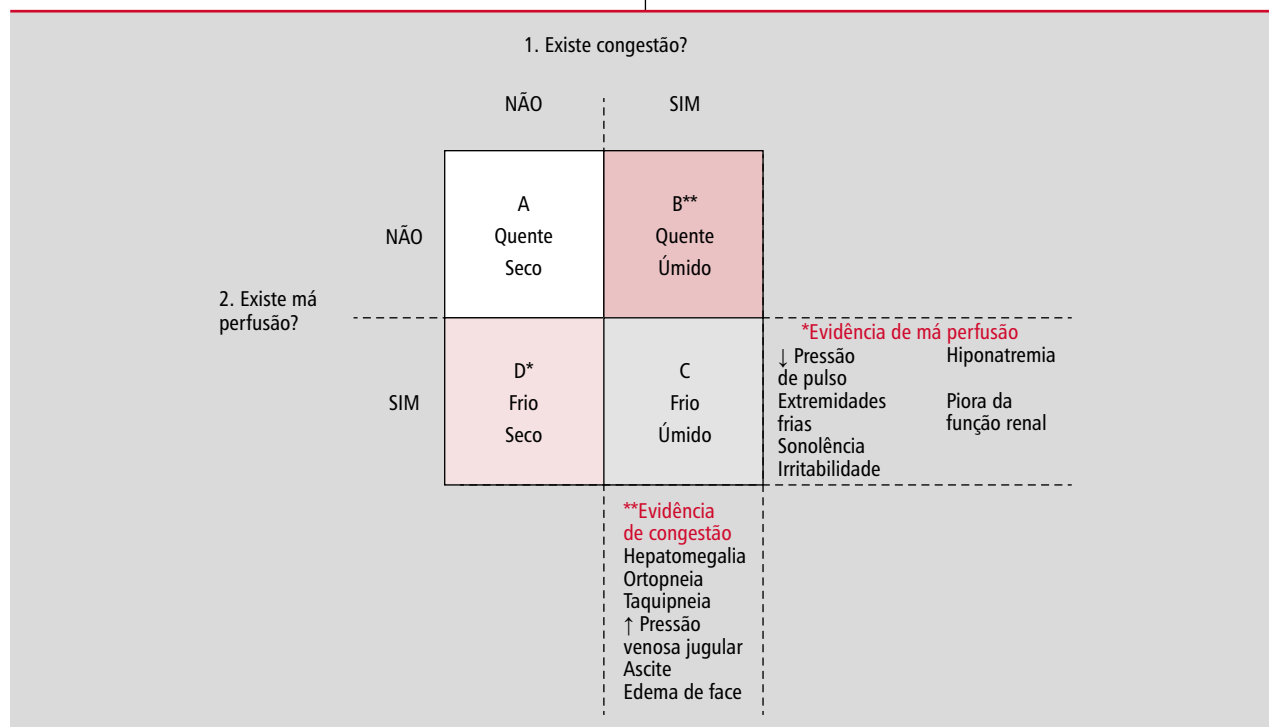 1. Existe congestão?
NÃO
SIM
NÃO
A
Quente
Seco
B**
Quente
Úmido
2. Existe má
perfusão?
SIM
D*
Frio
Seco
C
Frio
Úmido
*Evidência de má perfusão
↓ Pressão
de pulso
Extremidades
frias
Sonolência
Irritabilidade
Hiponatremia
Piora da
função renal
**Evidência
de congestão
Hepatomegalia
Ortopneia
Taquipneia
↑ Pressão
venosa jugular
Ascite
Edema de face